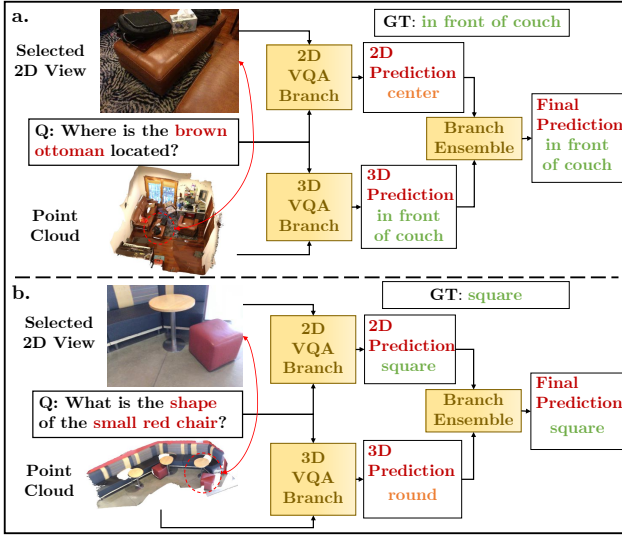 a.
Selected
2D View
Q: Where is the brown
ottoman located?
Point
Cloud
2D
VQA
Branch
3D
VQA
Branch
GT: in front of couch
2D
Prediction
center
3D
Prediction
in front
of couch
Branch
Ensemble
Final
Prediction
in front
of couch
b.
Selected
2D View
Q: What is the shape
of the small red chair?
Point
Cloud
2D
VQA
Branch
3D
VQA
Branch
GT: square
2D
Prediction
square
3D
Prediction
round
Branch
Ensemble
Final
Prediction
square